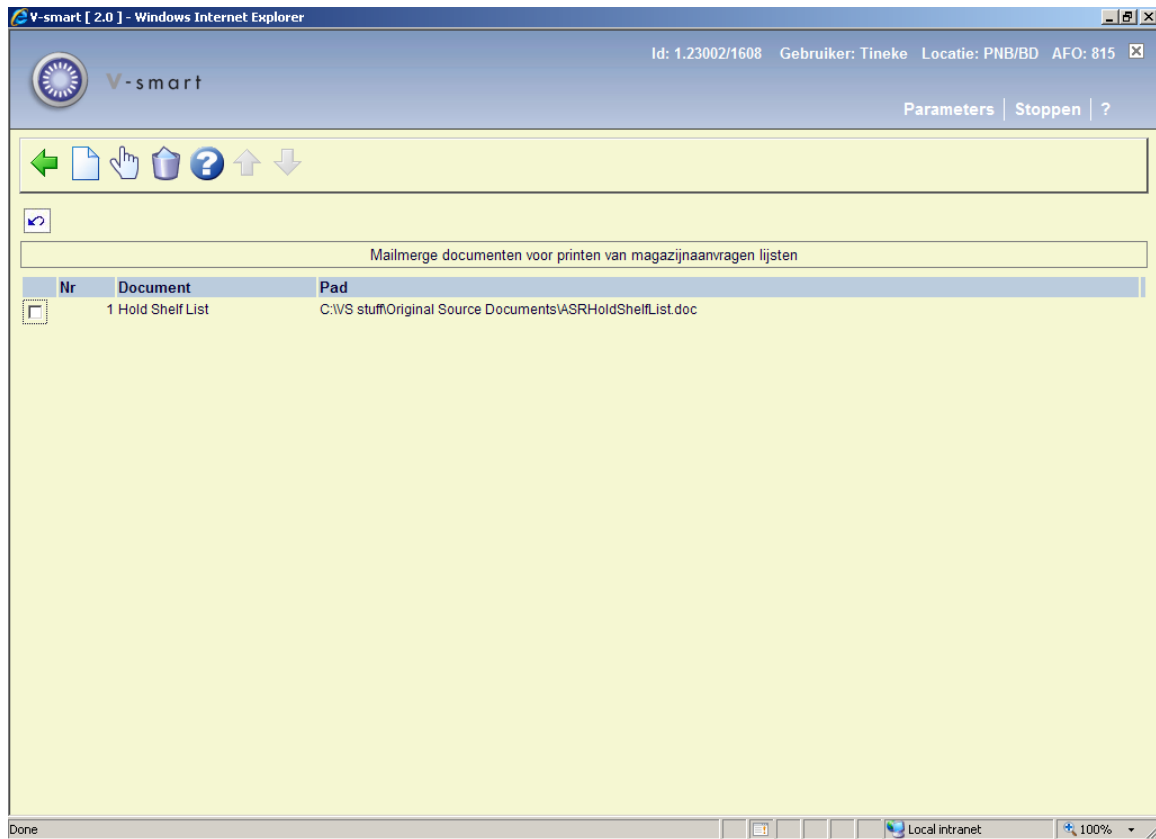 V-smart [ 2.0 ] - Windows Internet Explorer
Id: 1.23002/1608 Gebruiker: Tineke Locatie: PNB/BD AFO: 815
V-smart
Parameters | Stoppen | ?
Mailmerge documenten voor printen van magazijnaanvragen lijsten
Nr Document Pad
1 Hold Shelf List C:\VS stuff\Original Source Documents\ASRHoldShelfList.doc
Done Local intranet 100%